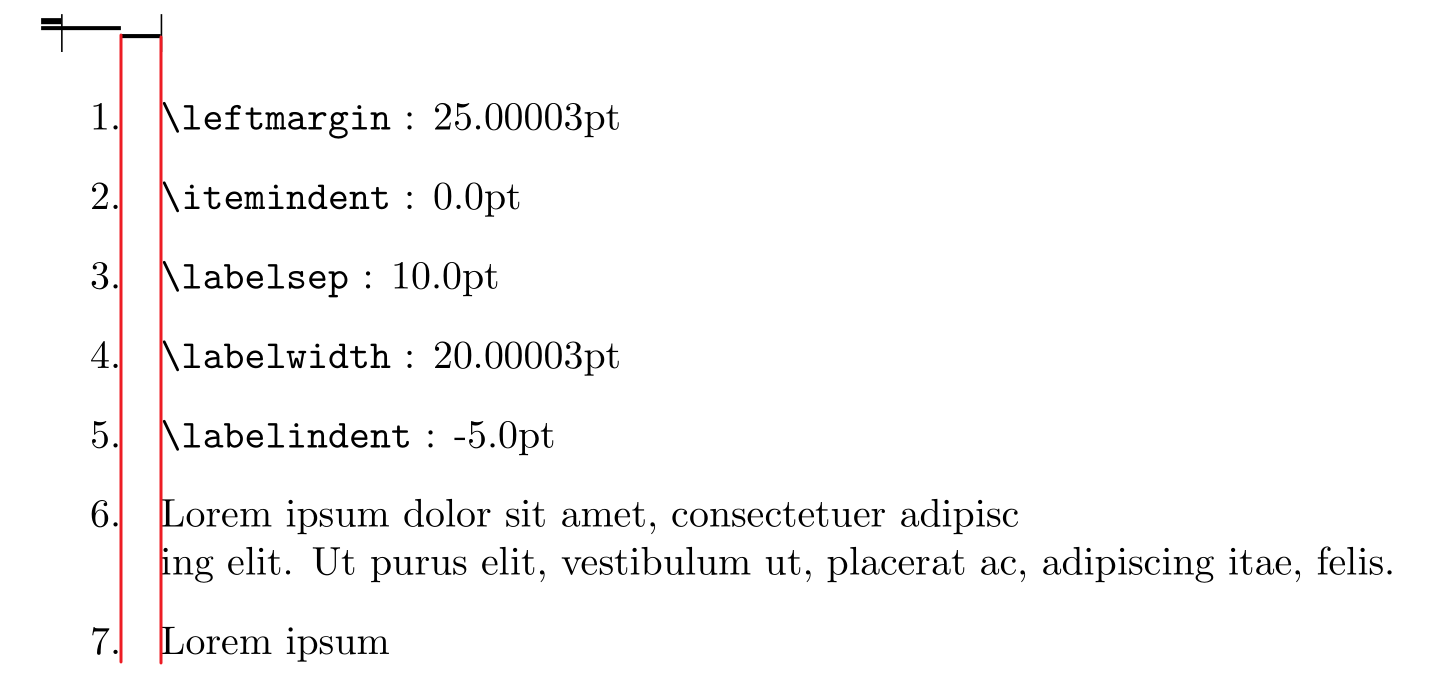 1. \leftmargin : 25.00003pt
2. \itemindent : 0.0pt
3. \labelsep : 10.0pt
4. \labelwidth : 20.00003pt
5. \labelindent : -5.0pt
6. Lorem ipsum dolor sit amet, consectetuer adipisc
ing elit. Ut purus elit, vestibulum ut, placerat ac, adipiscing itae, felis.
7. Lorem ipsum